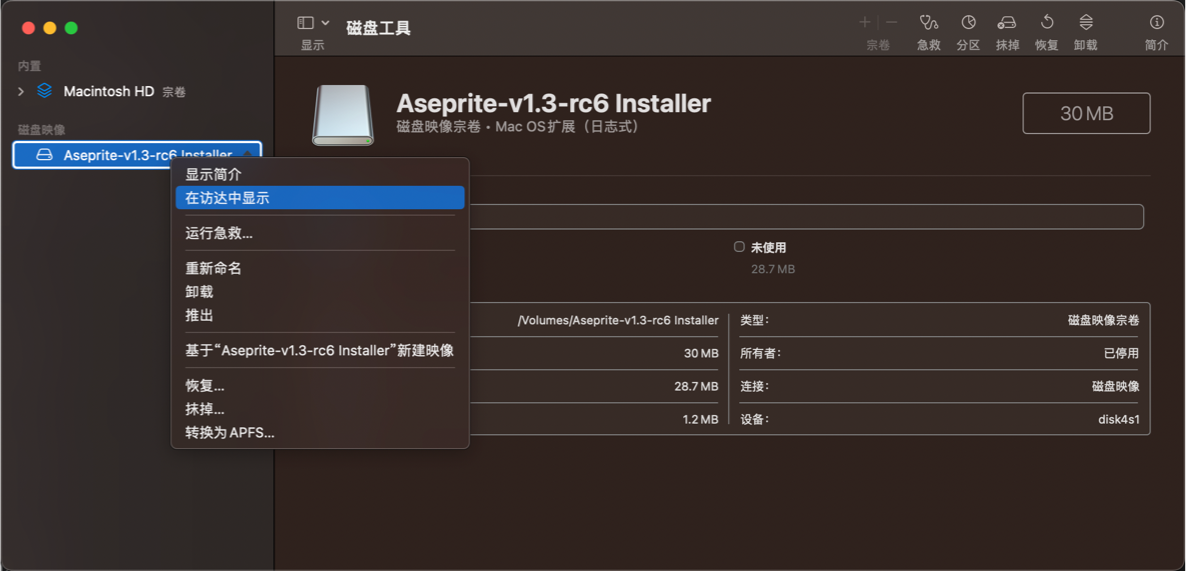 磁盘工具
显示
宗卷
急救
分区
抹掉
恢复
卸载
简介
内置
Macintosh HD 宗卷
磁盘映像
Aseprite-v1.3-rc6 Installer
Aseprite-v1.3-rc6 Installer
磁盘映像宗卷 • Mac OS扩展（日志式）
30 MB
显示简介
在访达中显示
运行急救...
重新命名
卸载
推出
基于“Aseprite-v1.3-rc6 Installer”新建映像
恢复...
抹掉...
转换为 APFS...
未使用
28.7 MB
/Volumes/Aseprite-v1.3-rc6 Installer
30 MB
28.7 MB
1.2 MB
类型： 磁盘映像宗卷
所有者： 已停用
连接： 磁盘映像
设备： disk4s1